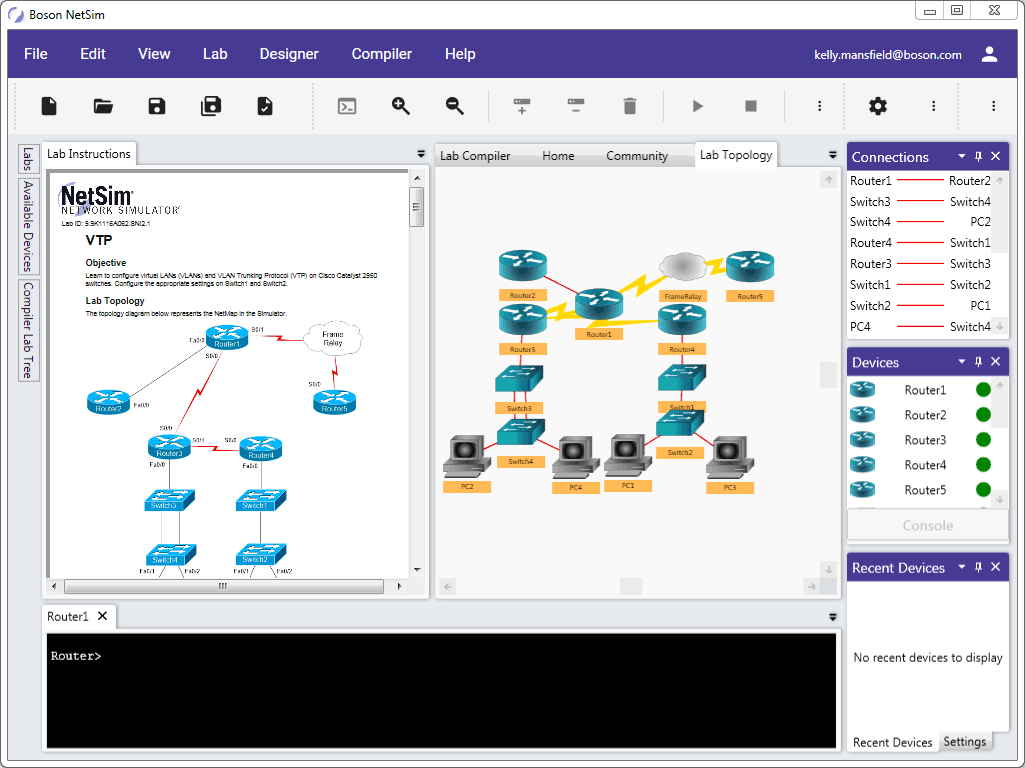 Boson NetSim
File Edit View Lab Designer Compiler Help
kelly.mansfield@boson.com
Labs
Available Devices
Compiler Lab Tree
Lab Instructions
NetSim
NETWORK SIMULATOR
Lab ID: 9.9K1116A062.SNI2.1
VTP
Objective
Learn to configure virtual LANs (VLANs) and VLAN Trunking Protocol (VTP) on Cisco Catalyst 2950
switches. Configure the appropriate settings on Switch1 and Switch2.
Lab Topology
The topology diagram below represents the NetMap in the Simulator.
S0/1
Fa0/0
Router1
Frame
Relay
S0/0
S0/0
Router2
Fa0/0
Router5
S0/0
S0/1
S0/0
Router3
Router4
Fa0/0
Fa0/0
Switch3
Switch1
Switch4
Switch2
Fa0/1 Fa0/2
Fa0/1 Fa0/2
Lab Compiler Home Community Lab Topology
Router2
FrameRelay
Router5
Router1
Router3
Router4
Switch3
Switch1
Switch4
Switch2
PC2
PC4
PC1
PC3
Connections
Router1 Router2
Switch3 Switch4
Switch4 PC2
Router4 Switch1
Router3 Switch3
Switch1 Switch2
Switch2 PC1
PC4 Switch4
Devices
Router1
Router2
Router3
Router4
Router5
Console
Recent Devices
No recent devices to display
Recent Devices Settings
Router1
Router>